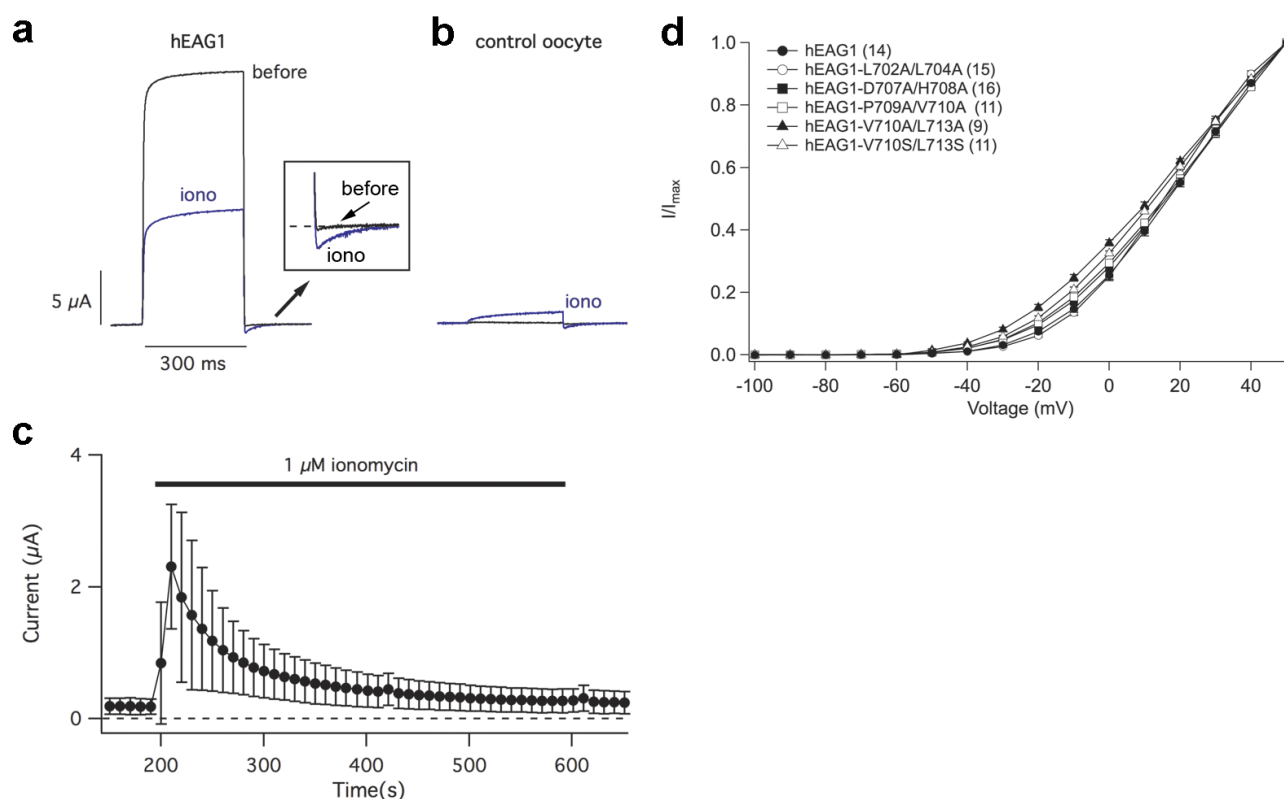 a
hEAG1
before
iono
before
iono
5 µA
300 ms
b
control oocyte
iono
c
1 µM ionomycin
Current (µA)
4
2
0
200 300 400 500 600
Time(s)
d
hEAG1 (14)
hEAG1-L702A/L704A (15)
hEAG1-D707A/H708A (16)
hEAG1-P709A/V710A (11)
hEAG1-V710A/L713A (9)
hEAG1-V710S/L713S (11)
I/Imax
1.0
0.8
0.6
0.4
0.2
0.0
-100 -80 -60 -40 -20 0 20 40
Voltage (mV)